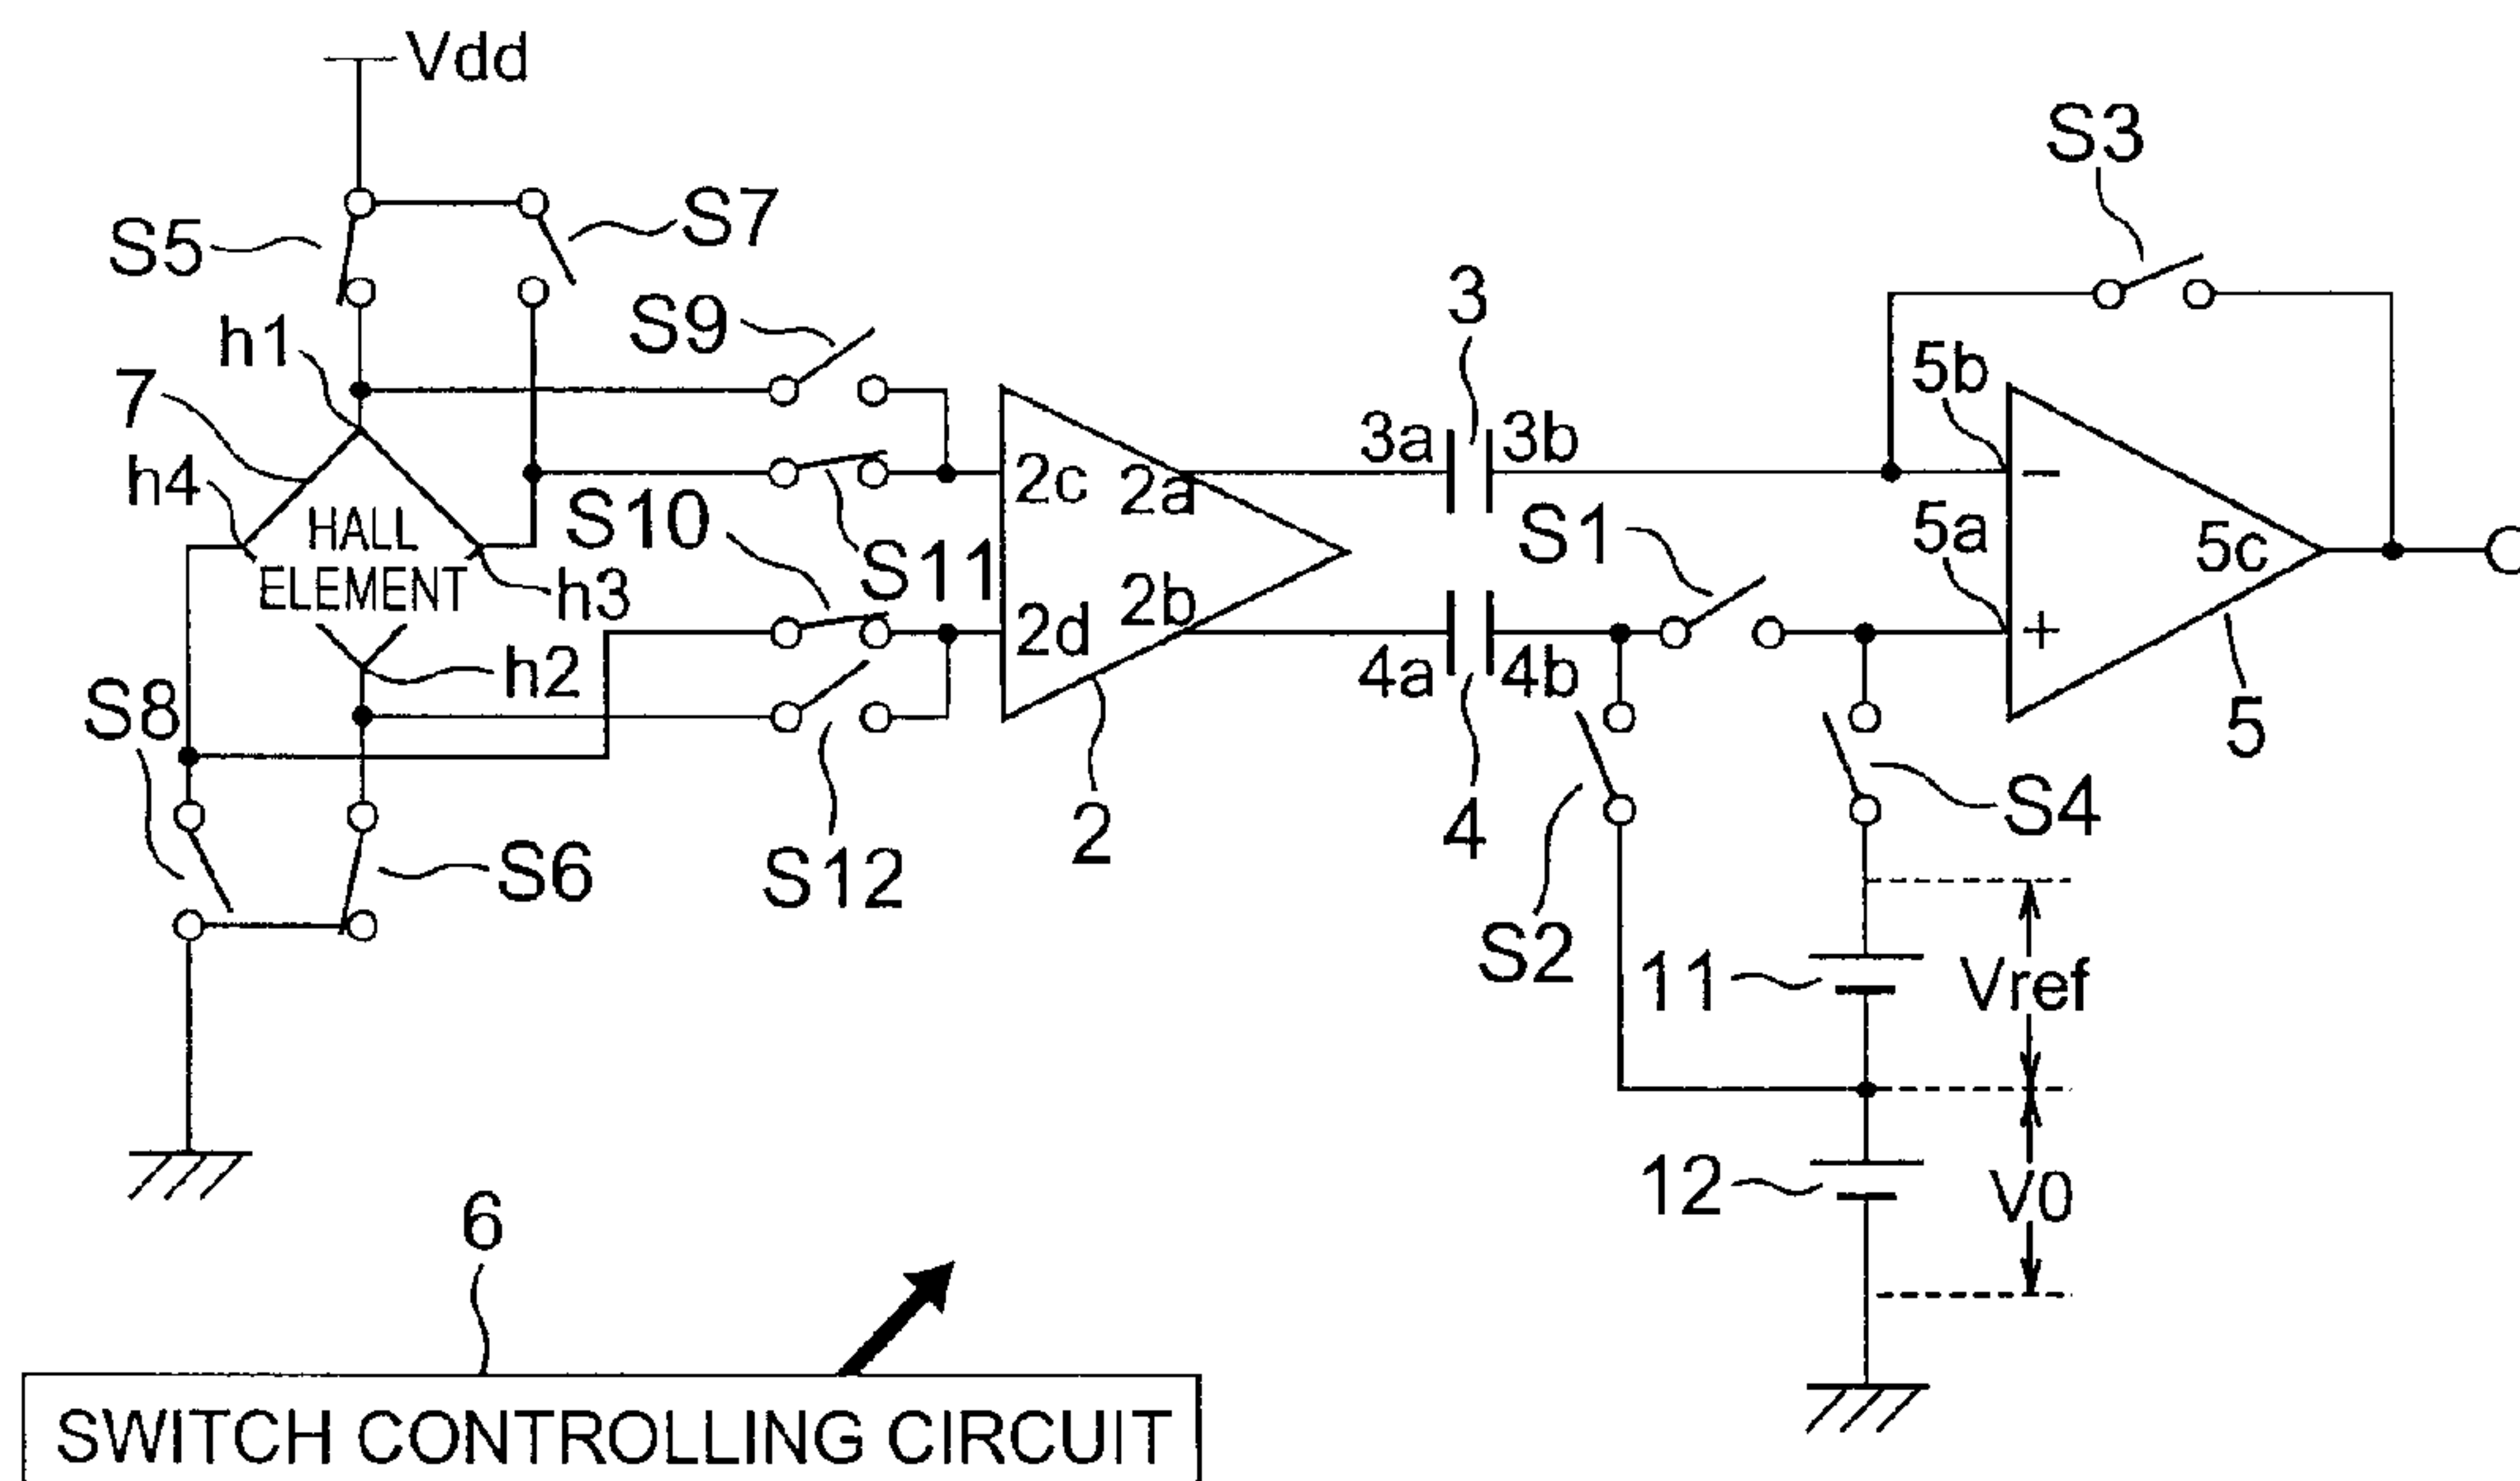 Vdd
S3
S7
S5
S9
3
h1
5b
7
3a
3b
h4
2c
2a
−
S10
S1
5a
HALL
ELEMENT
S11
5c
h3
2b
2d
+
h2
4a
4b
S8
5
S4
2
4
S6
S12
S2
11
Vref
12
V0
6
SWITCH CONTROLLING CIRCUIT